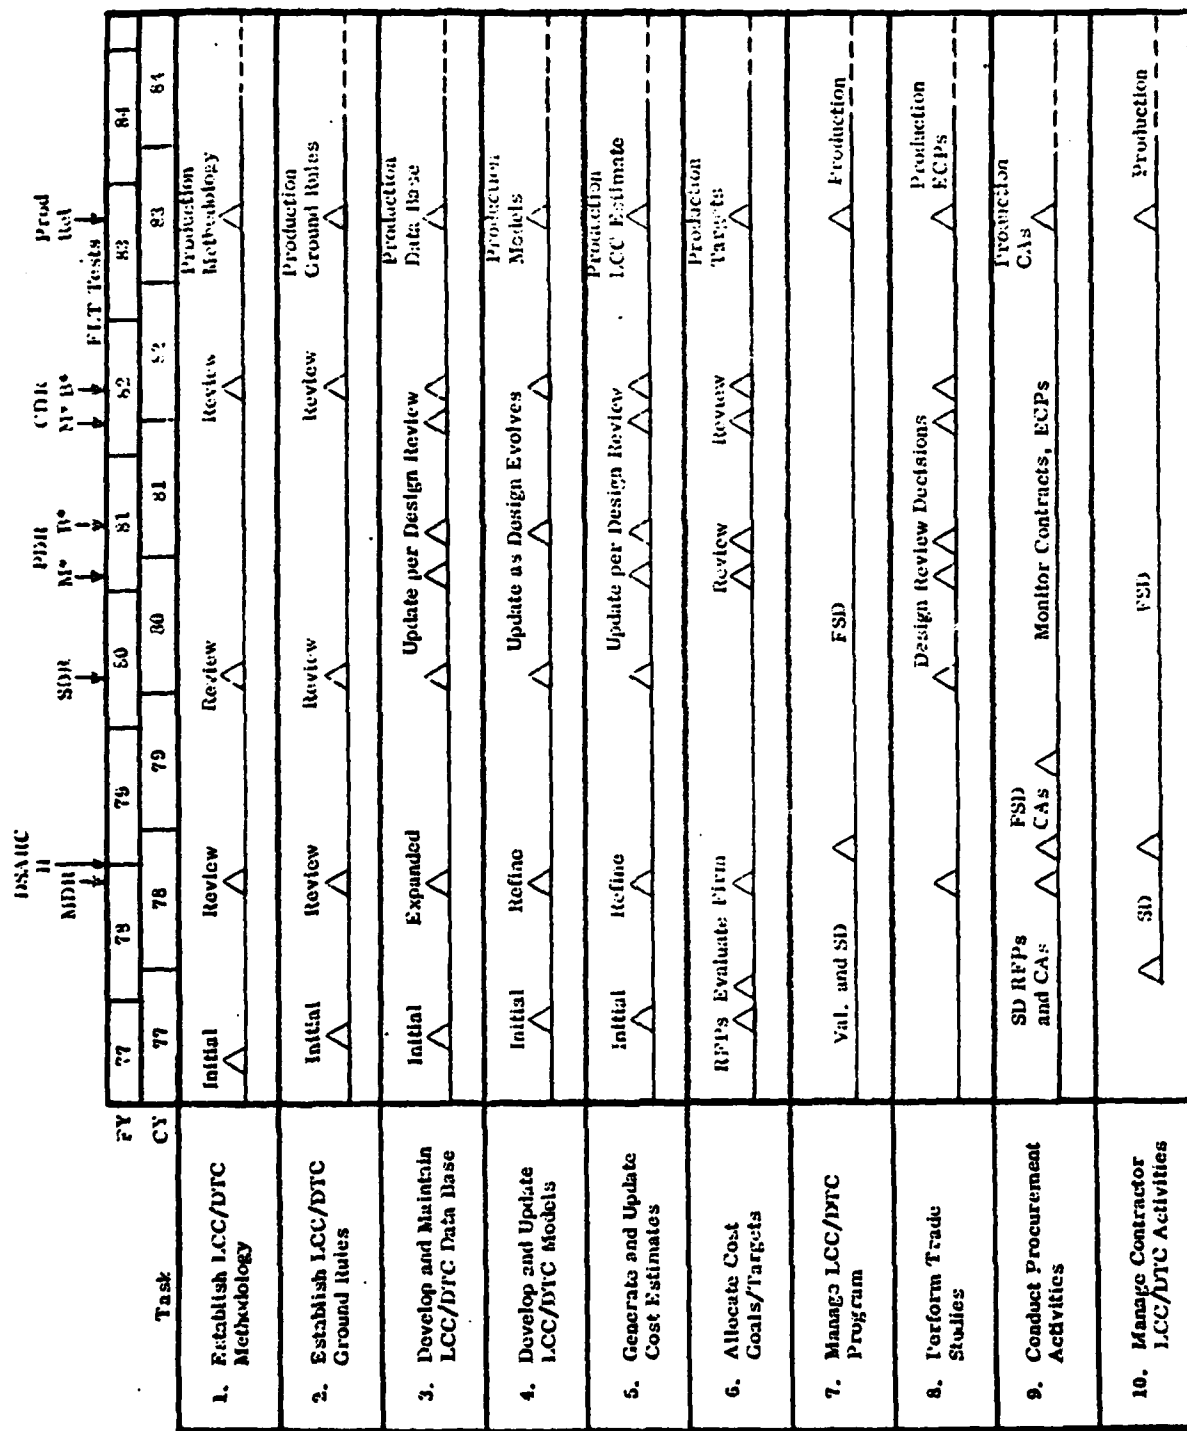 DSARC
II
MDR
SDR
PDR
M* B*
CDR
M* B*
FLT Tests
Prod
Rel
FY 77 78 79 80 81 82 83 84
Task CY 77 78 79 80 81 82 83 84
1. Establish LCC/DTC
Methodology
Initial Review Review Review Production
Methodology
2. Establish LCC/DTC
Ground Rules
Initial Review Review Review Production
Ground Rules
3. Develop and Maintain
LCC/DTC Data Base
Initial Expanded Update per Design Review Production
Data Base
4. Develop and Update
LCC/DTC Models
Initial Refine Update as Design Evolves Production
Models
5. Generate and Update
Cost Estimates
Initial Refine Update per Design Review Production
LCC Estimate
6. Allocate Cost
Goals/Targets
RFPs Evaluate Firm Review Review Production
Targets
7. Manage LCC/DTC
Program
Val. and SD FSD Production
8. Perform Trade
Studies
Design Review Decisions Production
ECPs
9. Conduct Procurement
Activities
SD RFPs
and CAs
FSD
CAs
Monitor Contracts, ECPs
Production
CAs
10. Manage Contractor
LCC/DTC Activities
SD FSD Production